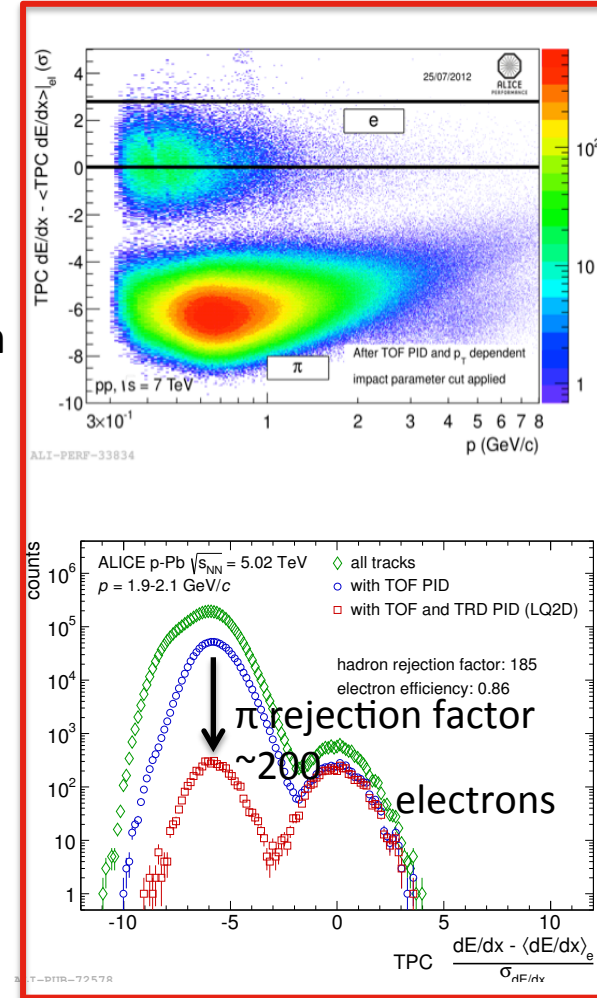 25/07/2012
ALICE
PERFORMANCE
TPC dE/dx - <TPC dE/dx>|el (σ)
4
2
0
-2
-4
-6
-8
-10
e
π
After TOF PID and pT dependent
impact parameter cut applied
pp, √s = 7 TeV
10²
10
1
3×10⁻¹ 1 2 3 4 5 6 7 8
p (GeV/c)
ALI-PERF-33834
counts
ALICE p-Pb √sNN = 5.02 TeV
p = 1.9-2.1 GeV/c
all tracks
with TOF PID
with TOF and TRD PID (LQ2D)
hadron rejection factor: 185
electron efficiency: 0.86
π rejection factor
~200
electrons
10⁶
10⁵
10⁴
10³
10²
10
1
-10 -5 0 5 10
TPC dE/dx - ⟨dE/dx⟩e
σdE/dx